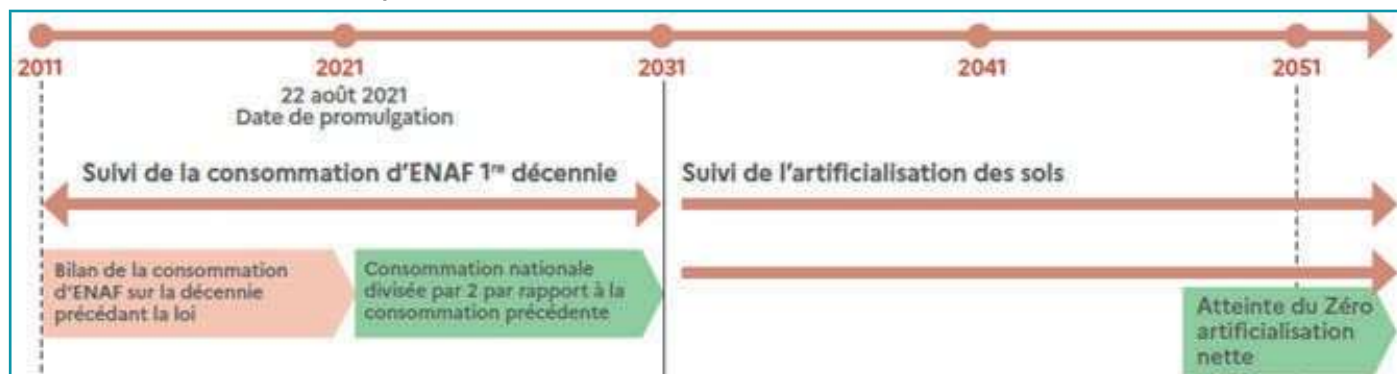 2011
2021
2031
2041
2051
22 août 2021
Date de promulgation
Suivi de la consommation d'ENAF 1re décennie
Suivi de l'artificialisation des sols
Bilan de la consommation
d'ENAF sur la décennie
précédant la loi
Consommation nationale
divisée par 2 par rapport à la
consommation précédente
Atteinte du Zéro
artificialisation
nette